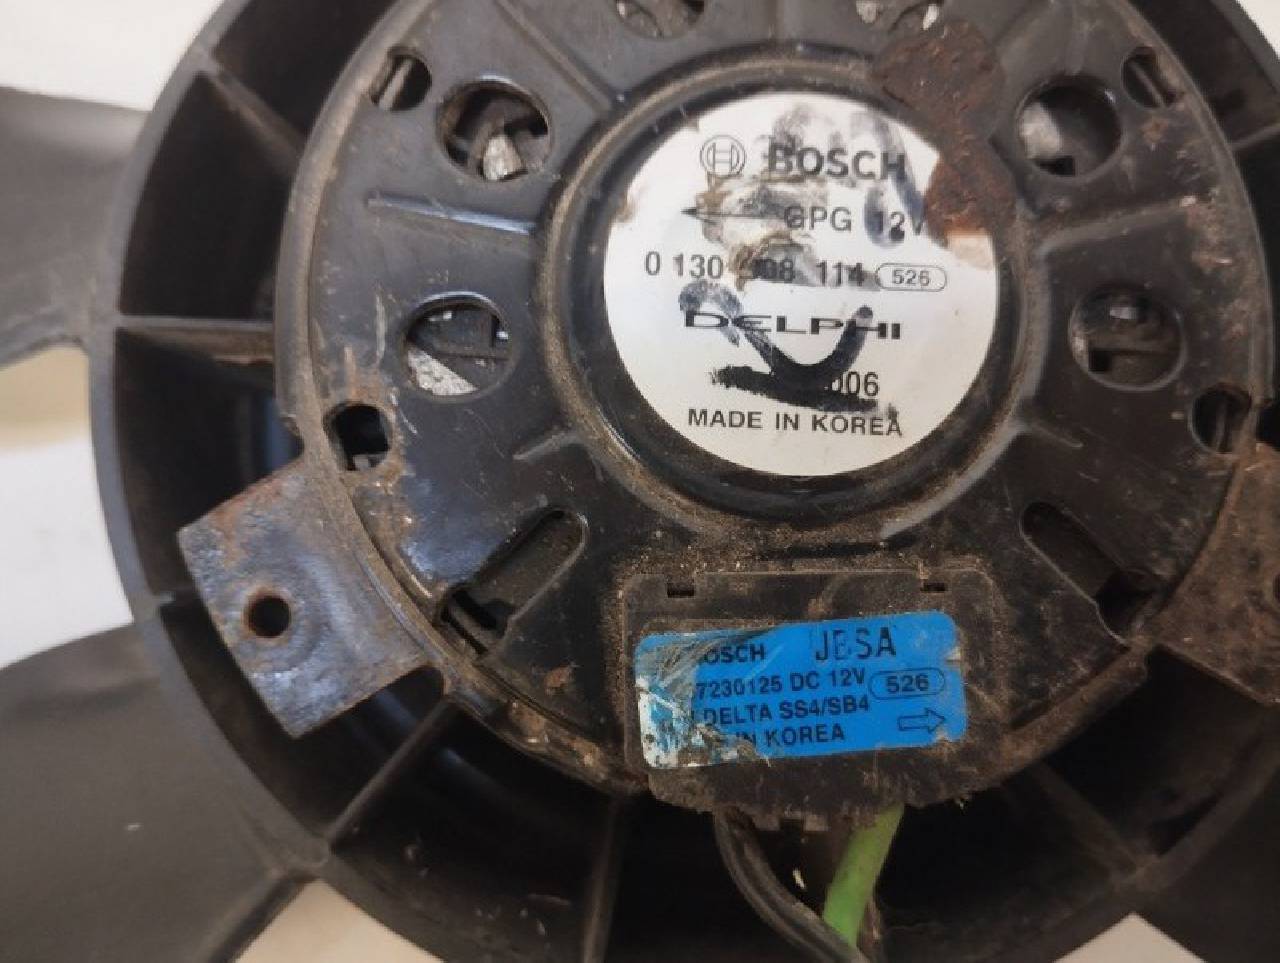 BOSCH
GPG 12V
0 130 114 526
DELPHI
006
MADE IN KOREA
BOSCH JBSA
7230125 DC 12V 526
DELTA SS4/SB4
IN KOREA